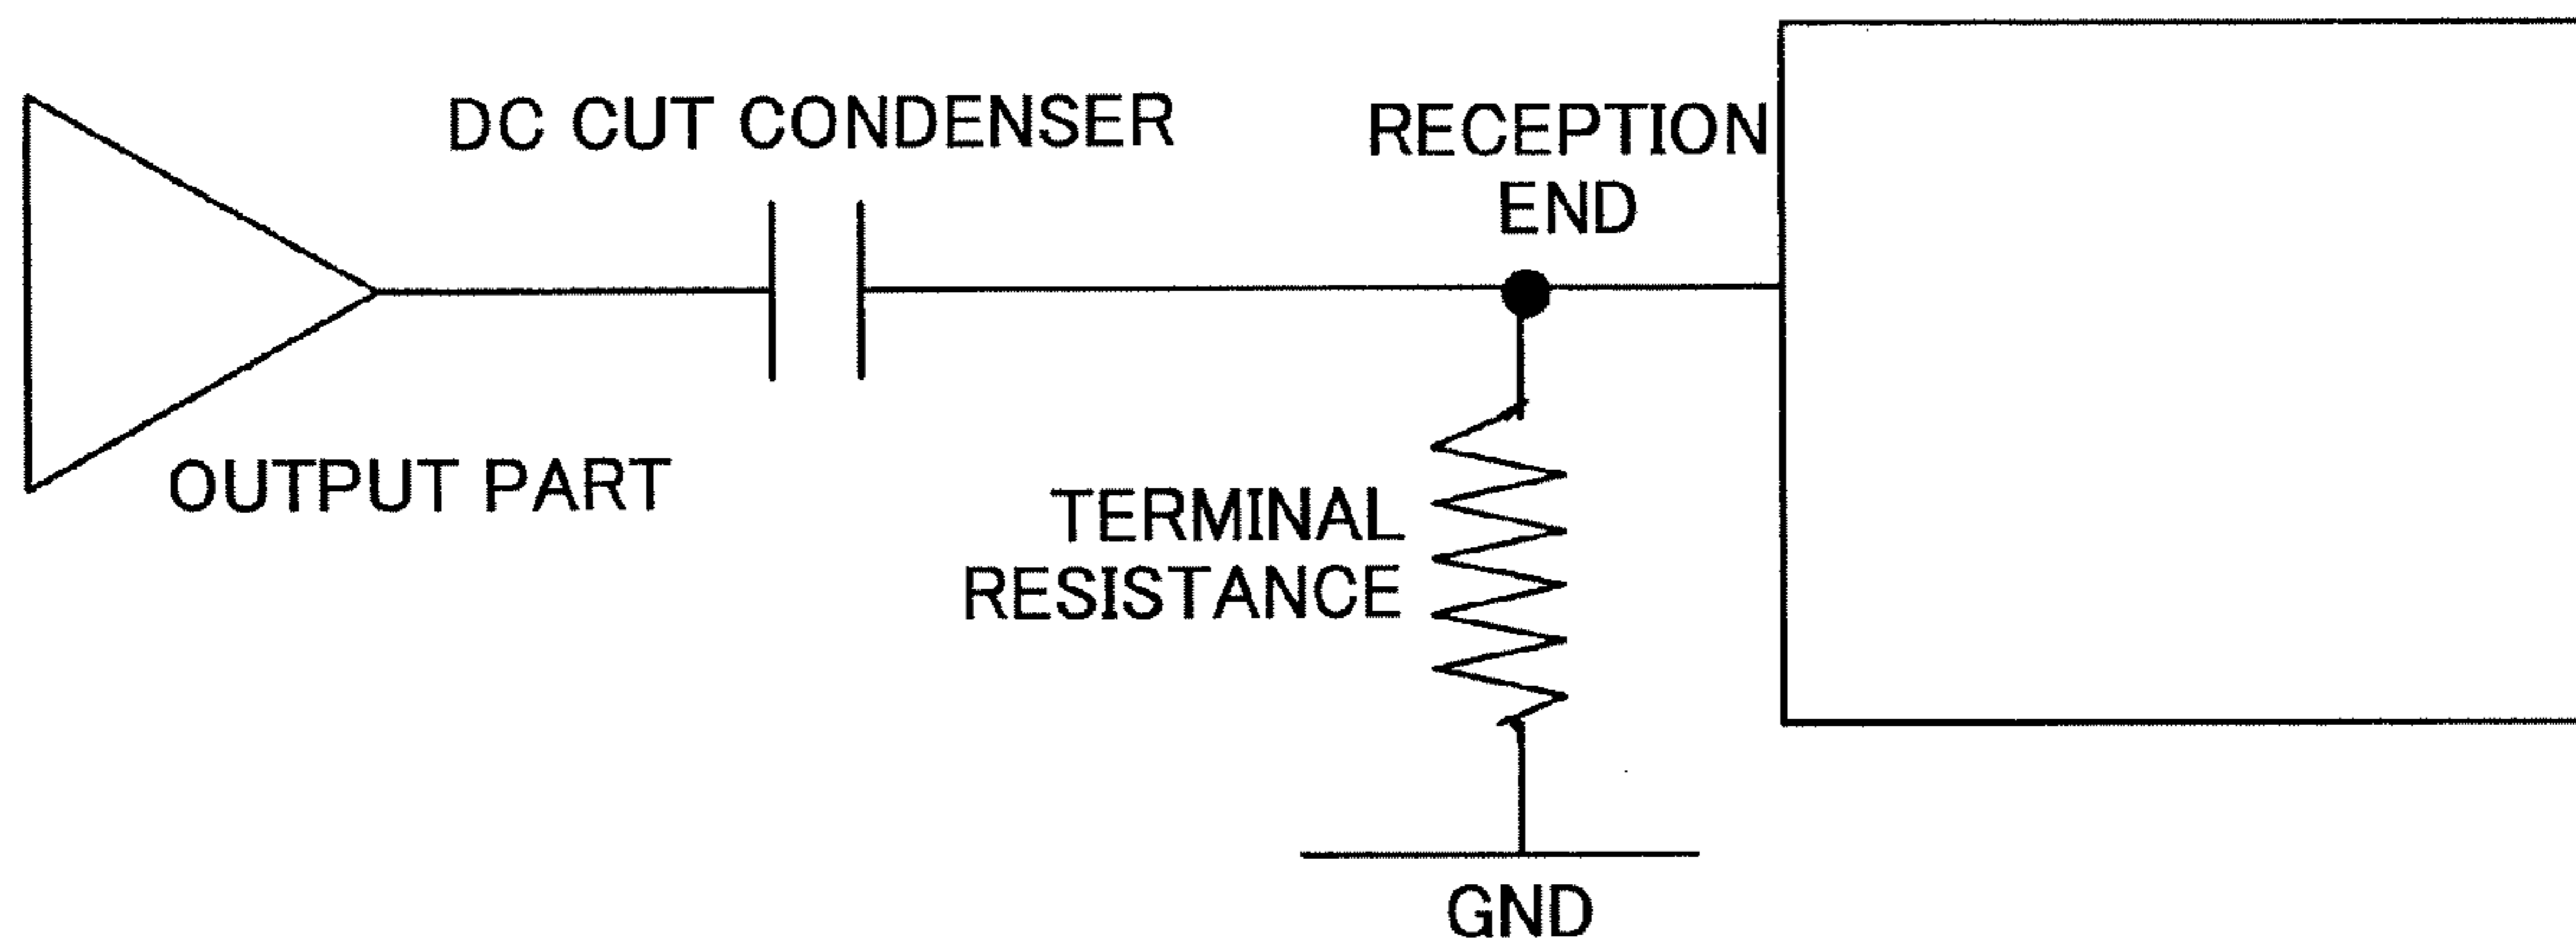 DC CUT CONDENSER
RECEPTION
END
OUTPUT PART
TERMINAL
RESISTANCE
GND